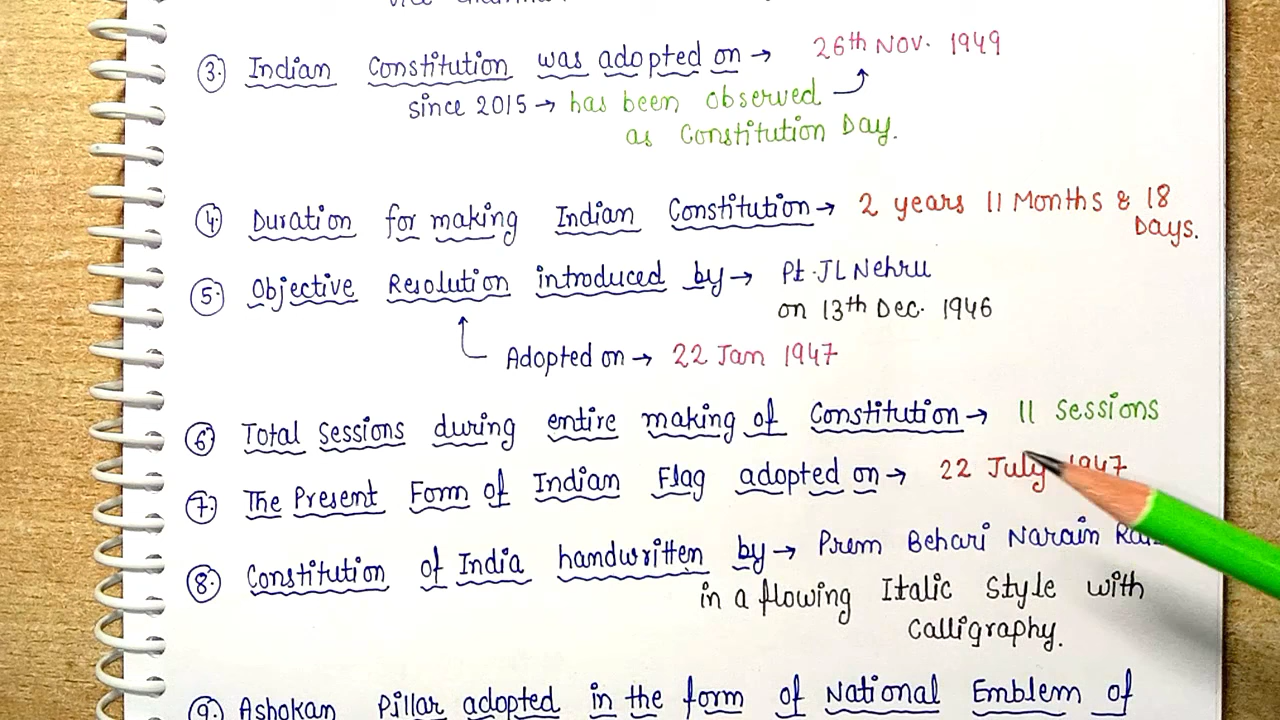 ③ Indian Constitution was adopted on → 26th Nov. 1949
since 2015 → has been observed
as Constitution Day.
④ Duration for making Indian Constitution → 2 years 11 Months & 18
Days.
⑤ Objective Resolution introduced by → Pt. JL Nehru
on 13th Dec. 1946
Adopted on → 22 Jan 1947
⑥ Total Sessions during entire making of Constitution → 11 Sessions
⑦ The Present Form of Indian Flag adopted on → 22 July 1947
⑧ Constitution of India handwritten by → Prem Behari Narain
in a flowing Italic Style with
Calligraphy.
⑨ Ashokan Pillar adopted in the form of National Emblem of